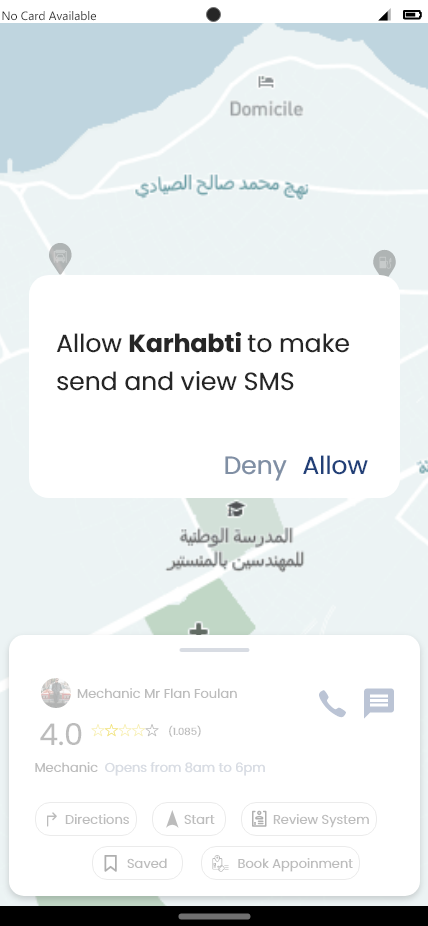 No Card Available
Domicile
نهج محمد صالح الصيادي
Allow Karhabti to make
send and view SMS
Deny Allow
المدرسة الوطنية
للمهندسين بالمنستير
Mechanic Mr Flan Foulan
4.0 (1.085)
Mechanic Opens from 8am to 6pm
Directions Start Review System
Saved Book Appoinment